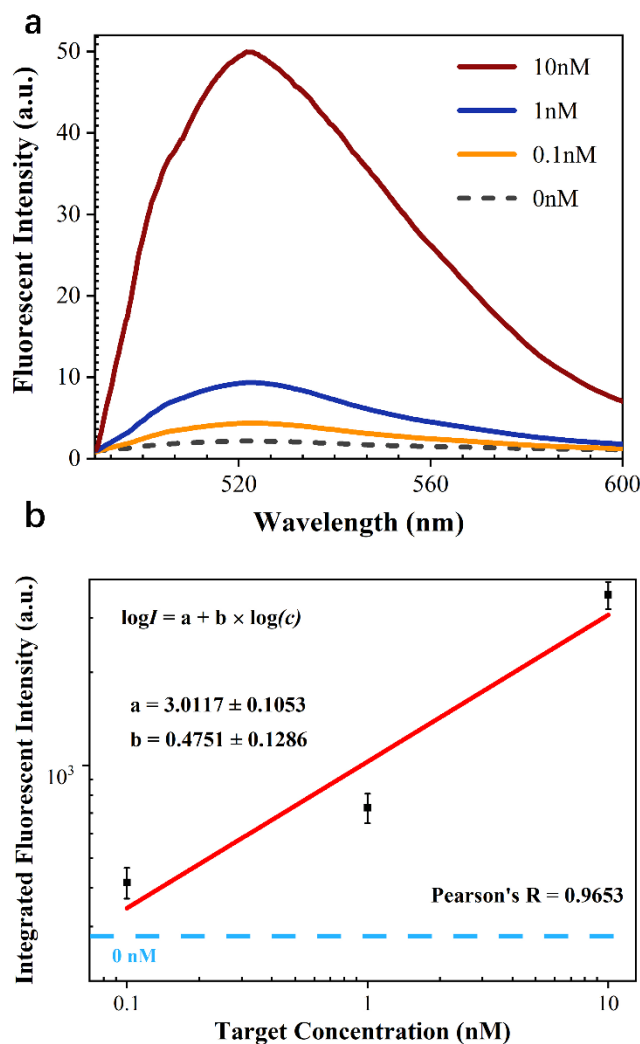 a
50
40
30
20
10
0
Fluorescent Intensity (a.u.)
10nM
1nM
0.1nM
0nM
520
560
600
Wavelength (nm)
b
Integrated Fluorescent Intensity (a.u.)
10³
logI = a + b × log(c)
a = 3.0117 ± 0.1053
b = 0.4751 ± 0.1286
Pearson's R = 0.9653
0 nM
0.1
1
10
Target Concentration (nM)